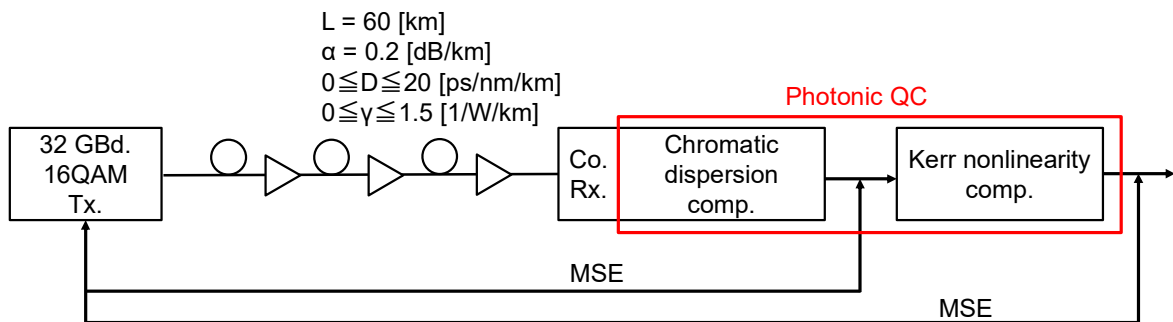 L = 60 [km]
α = 0.2 [dB/km]
0≦D≦20 [ps/nm/km]
0≦γ≦1.5 [1/W/km]
Photonic QC
32 GBd.
16QAM
Tx.
Co.
Rx.
Chromatic
dispersion
comp.
Kerr nonlinearity
comp.
MSE
MSE